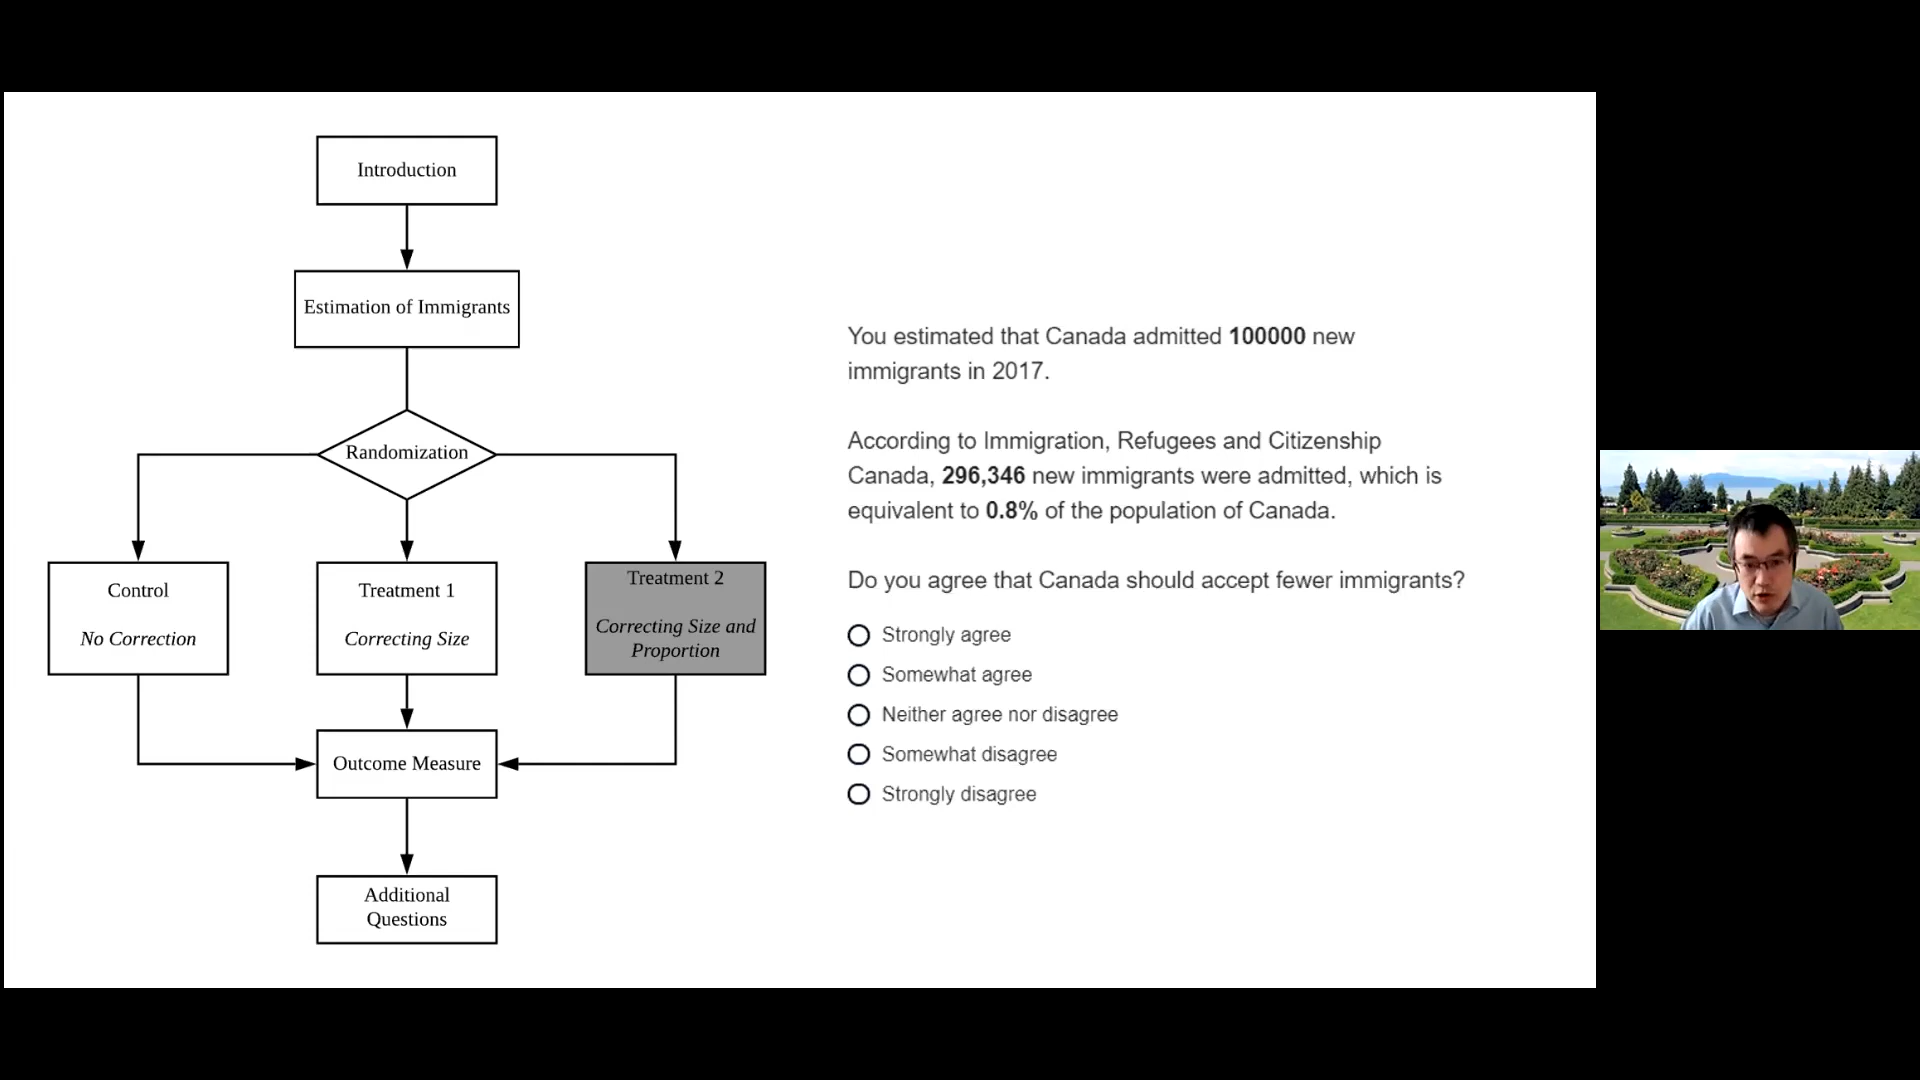 Introduction
Estimation of Immigrants
Randomization
Control
No Correction
Treatment 1
Correcting Size
Treatment 2
Correcting Size and
Proportion
Outcome Measure
Additional
Questions
You estimated that Canada admitted 100000 new
immigrants in 2017.
According to Immigration, Refugees and Citizenship
Canada, 296,346 new immigrants were admitted, which is
equivalent to 0.8% of the population of Canada.
Do you agree that Canada should accept fewer immigrants?
Strongly agree
Somewhat agree
Neither agree nor disagree
Somewhat disagree
Strongly disagree